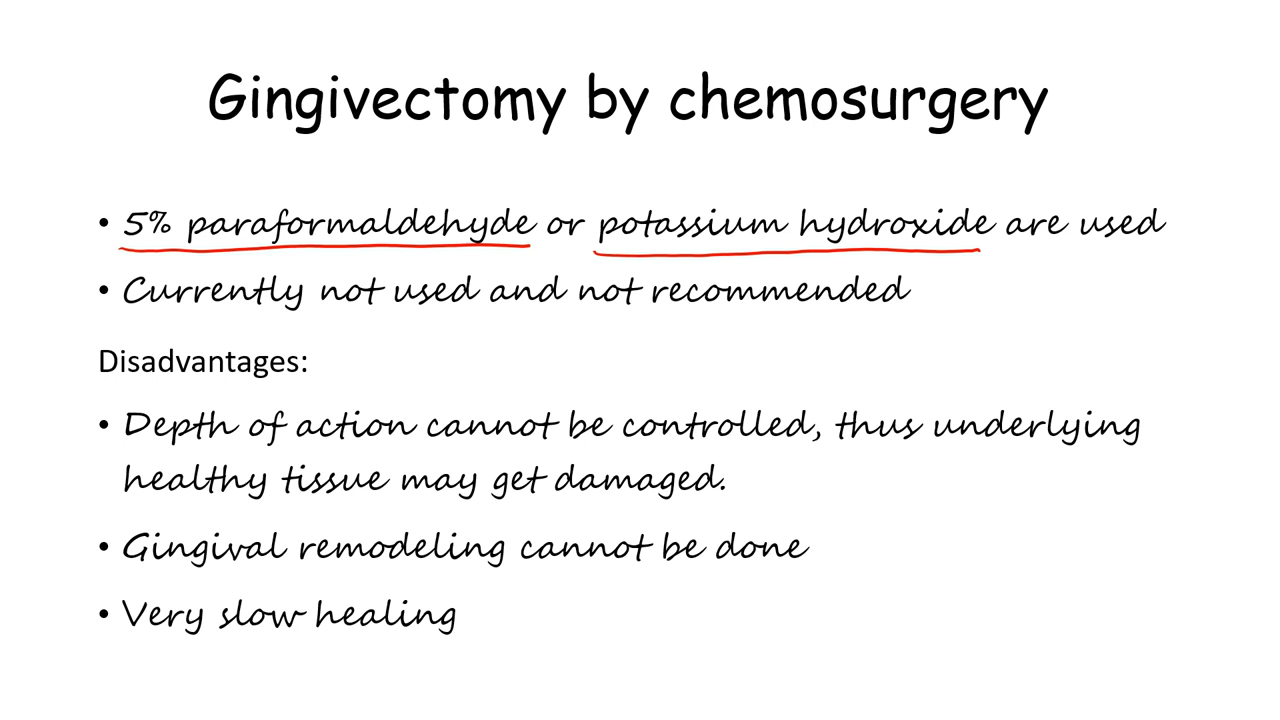 Gingivectomy by chemosurgery
• 5% paraformaldehyde or potassium hydroxide are used
• Currently not used and not recommended
Disadvantages:
• Depth of action cannot be controlled, thus underlying
healthy tissue may get damaged.
• Gingival remodeling cannot be done
• Very slow healing